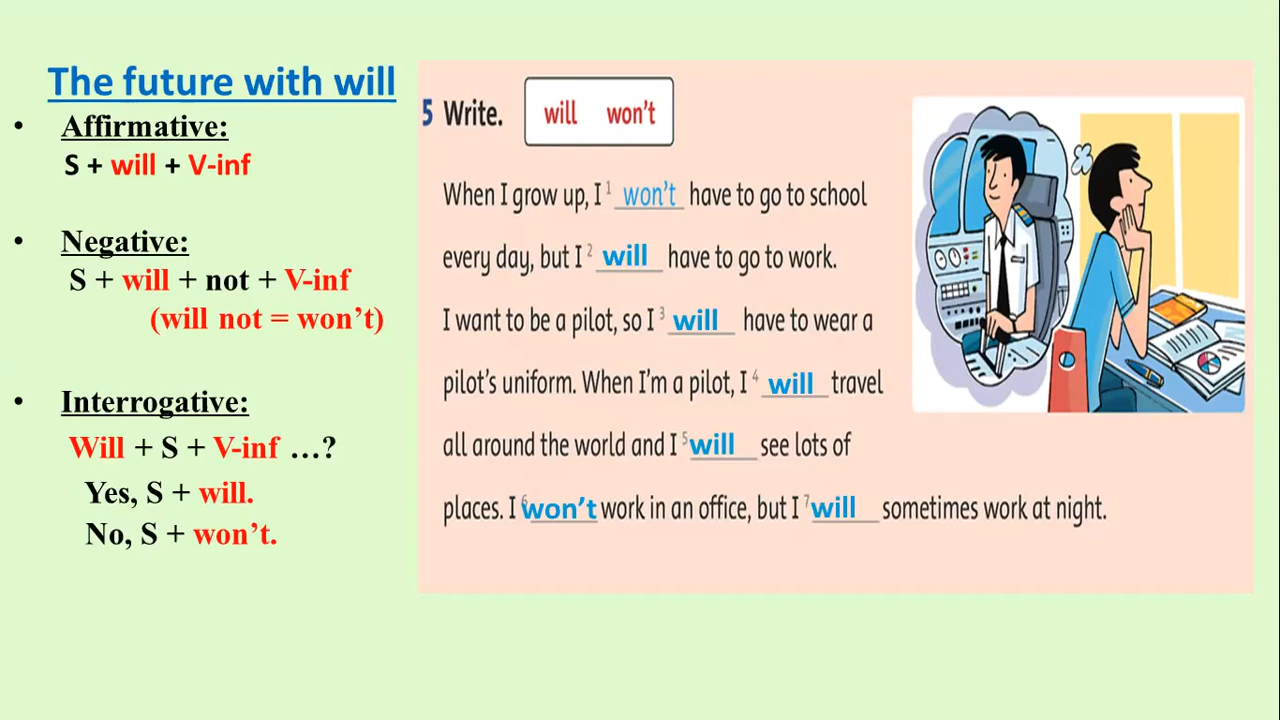 The future with will
• Affirmative:
S + will + V-inf
• Negative:
S + will + not + V-inf
(will not = won't)
• Interrogative:
Will + S + V-inf …?
Yes, S + will.
No, S + won't.
5 Write. will won't
When I grow up, I ¹ won't have to go to school
every day, but I ² will have to go to work.
I want to be a pilot, so I ³ will have to wear a
pilot's uniform. When I'm a pilot, I ⁴ will travel
all around the world and I ⁵ will see lots of
places. I ⁶ won't work in an office, but I ⁷ will sometimes work at night.